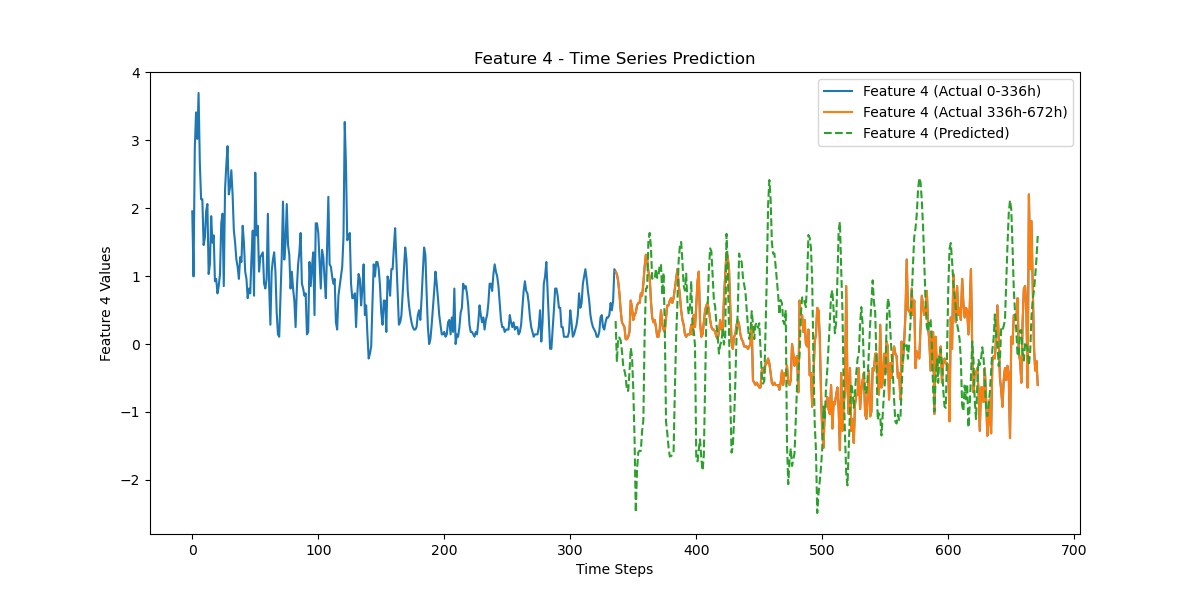 Feature 4 - Time Series Prediction
Feature 4 (Actual 0-336h)
Feature 4 (Actual 336h-672h)
Feature 4 (Predicted)
Feature 4 Values
4
3
2
1
0
−1
−2
0 100 200 300 400 500 600 700
Time Steps